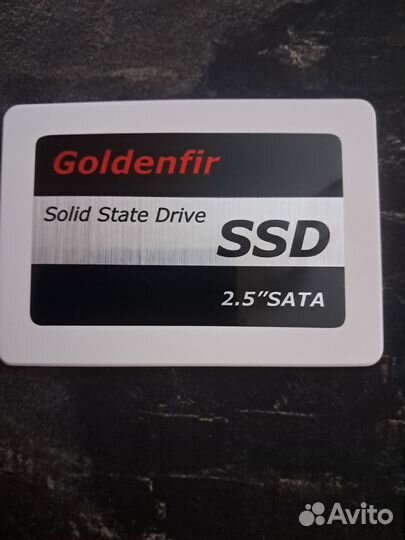 Goldenfir
Solid State Drive
SSD
2.5"SATA
Avito